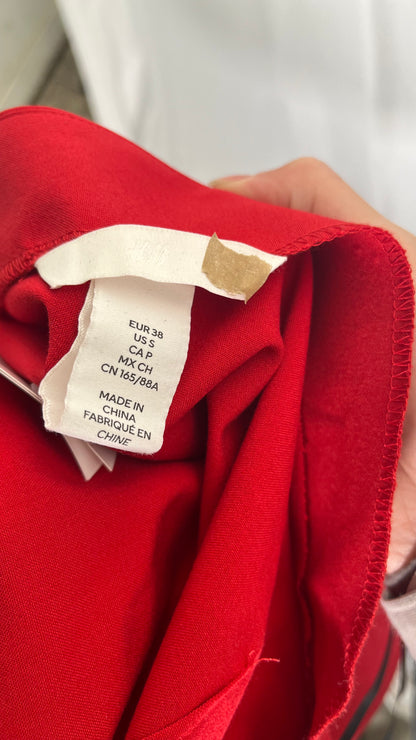 EUR 38
US S
CA P
MX CH
CN 165/88A
MADE IN
CHINA
FABRIQUÉ EN
CHINE